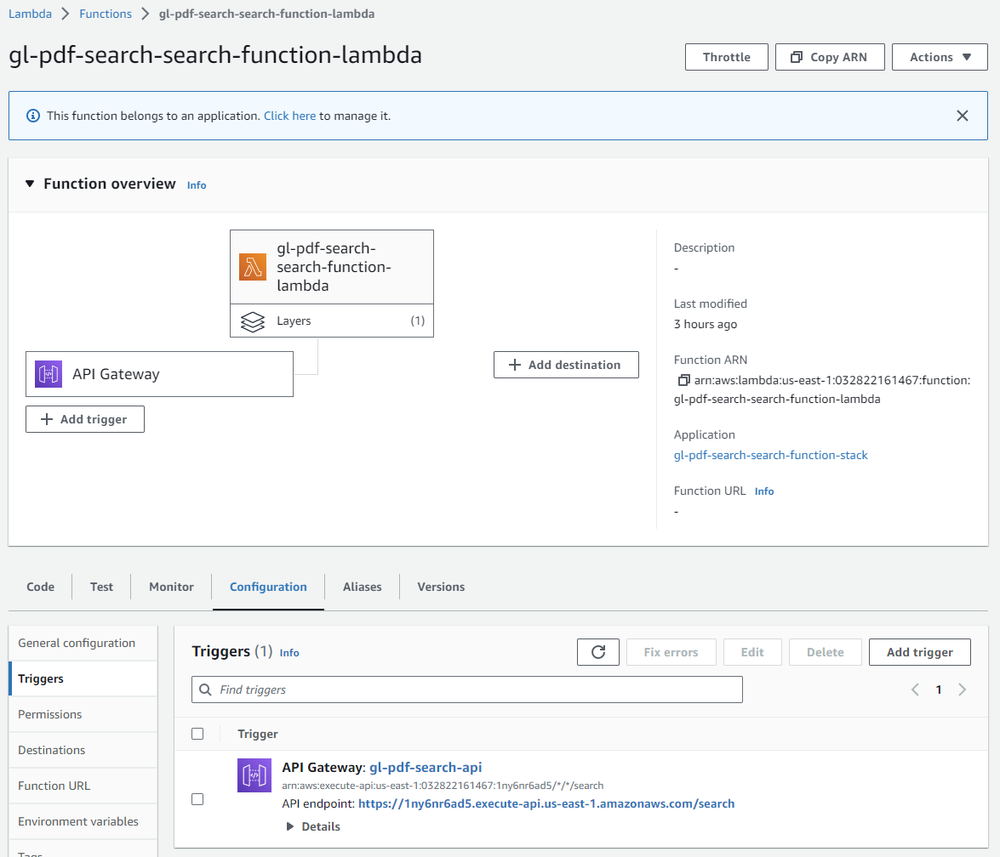 Lambda > Functions > gl-pdf-search-search-function-lambda
gl-pdf-search-search-function-lambda
Throttle
Copy ARN
Actions
This function belongs to an application. Click here to manage it.
Function overview Info
gl-pdf-search-
search-function-
lambda
Layers (1)
API Gateway
+ Add trigger
+ Add destination
Description
-
Last modified
3 hours ago
Function ARN
arn:aws:lambda:us-east-1:032822161467:function:
gl-pdf-search-search-function-lambda
Application
gl-pdf-search-search-function-stack
Function URL Info
-
Code
Test
Monitor
Configuration
Aliases
Versions
General configuration
Triggers
Permissions
Destinations
Function URL
Environment variables
Tags
Triggers (1) Info
Fix errors
Edit
Delete
Add trigger
Find triggers
1
Trigger
API Gateway: gl-pdf-search-api
arn:aws:execute-api:us-east-1:032822161467:1ny6nr6ad5/*/*/search
API endpoint: https://1ny6nr6ad5.execute-api.us-east-1.amazonaws.com/search
Details